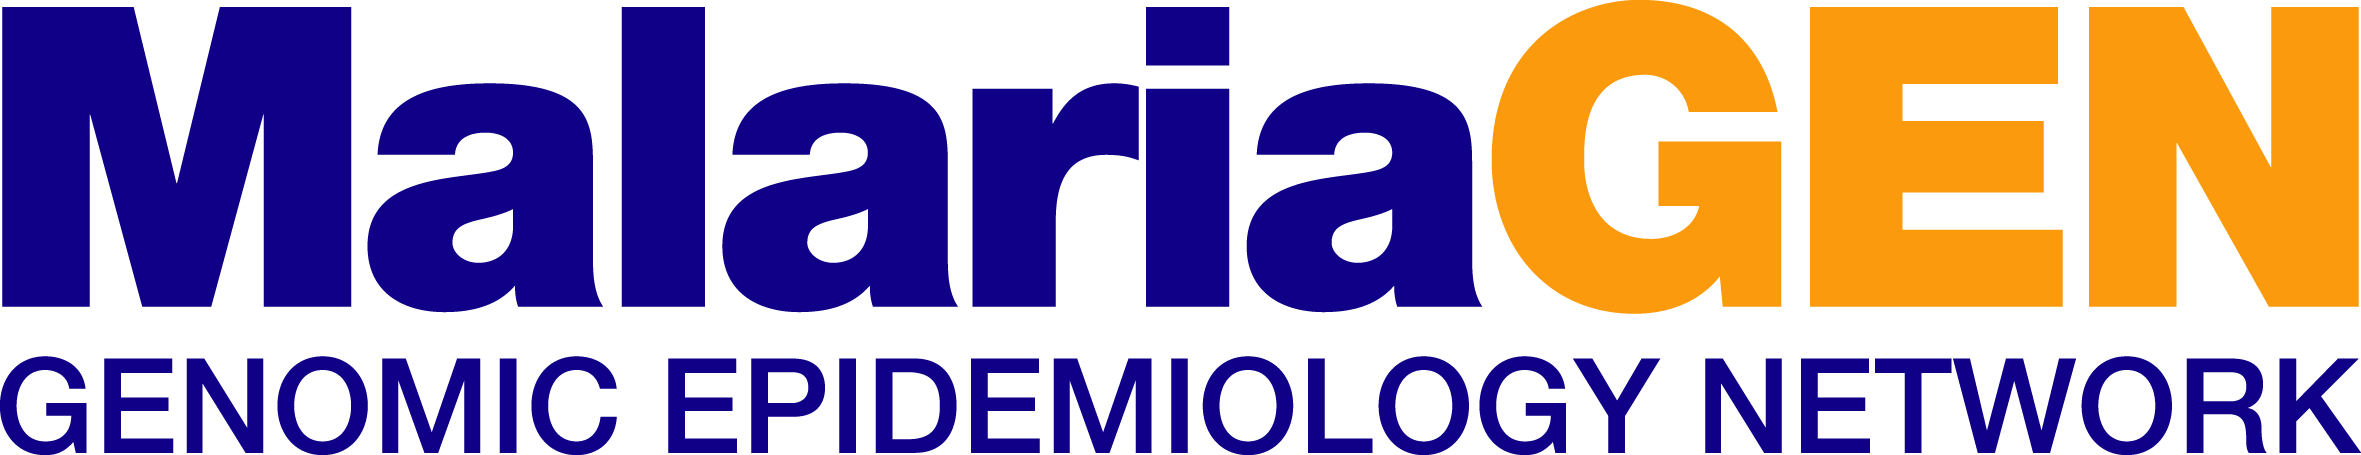 MalariaGEN
GENOMIC EPIDEMIOLOGY NETWORK